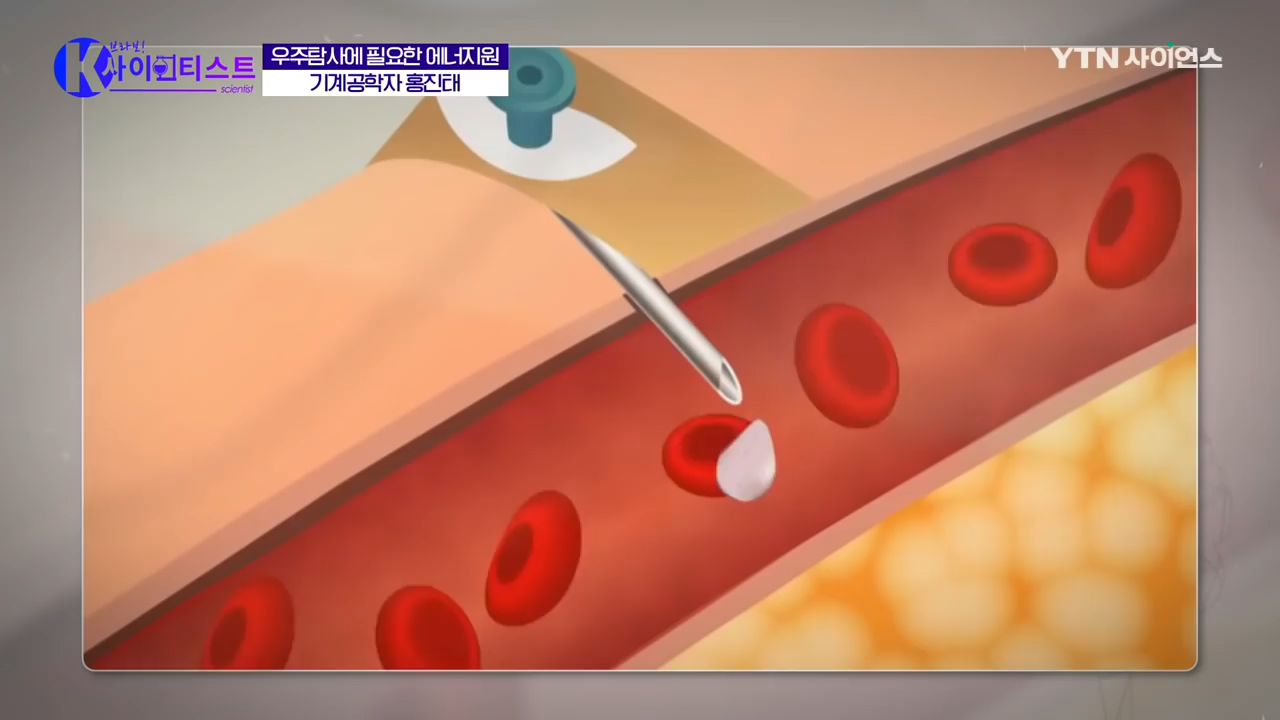 브라보!
K사이언티스트
scientist
우주탐사에 필요한 에너지원
기계공학자 홍진태
YTN 사이언스